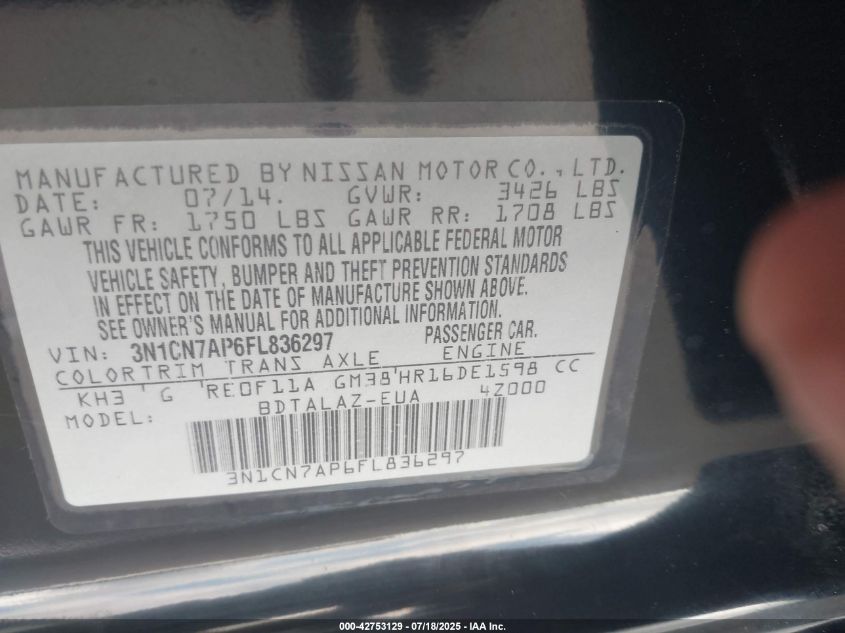 MANUFACTURED BY NISSAN MOTOR CO., LTD.
DATE: 07/14. GVWR: 3426 LBS
GAWR FR: 1750 LBS GAWR RR: 1708 LBS
THIS VEHICLE CONFORMS TO ALL APPLICABLE FEDERAL MOTOR
VEHICLE SAFETY, BUMPER AND THEFT PREVENTION STANDARDS
IN EFFECT ON THE DATE OF MANUFACTURE SHOWN ABOVE.
SEE OWNER'S MANUAL FOR ADDITIONAL INFORMATION.
VIN: 3N1CN7AP6FL836297 PASSENGER CAR.
COLORTRIM TRANS AXLE ENGINE
KH3 ' G 'RE0F11A GM38'HR16DE1598 CC
MODEL: BDTALAZ-EUA 4Z000
3N1CN7AP6FL836297
000-42753129 - 07/18/2025 - IAA Inc.